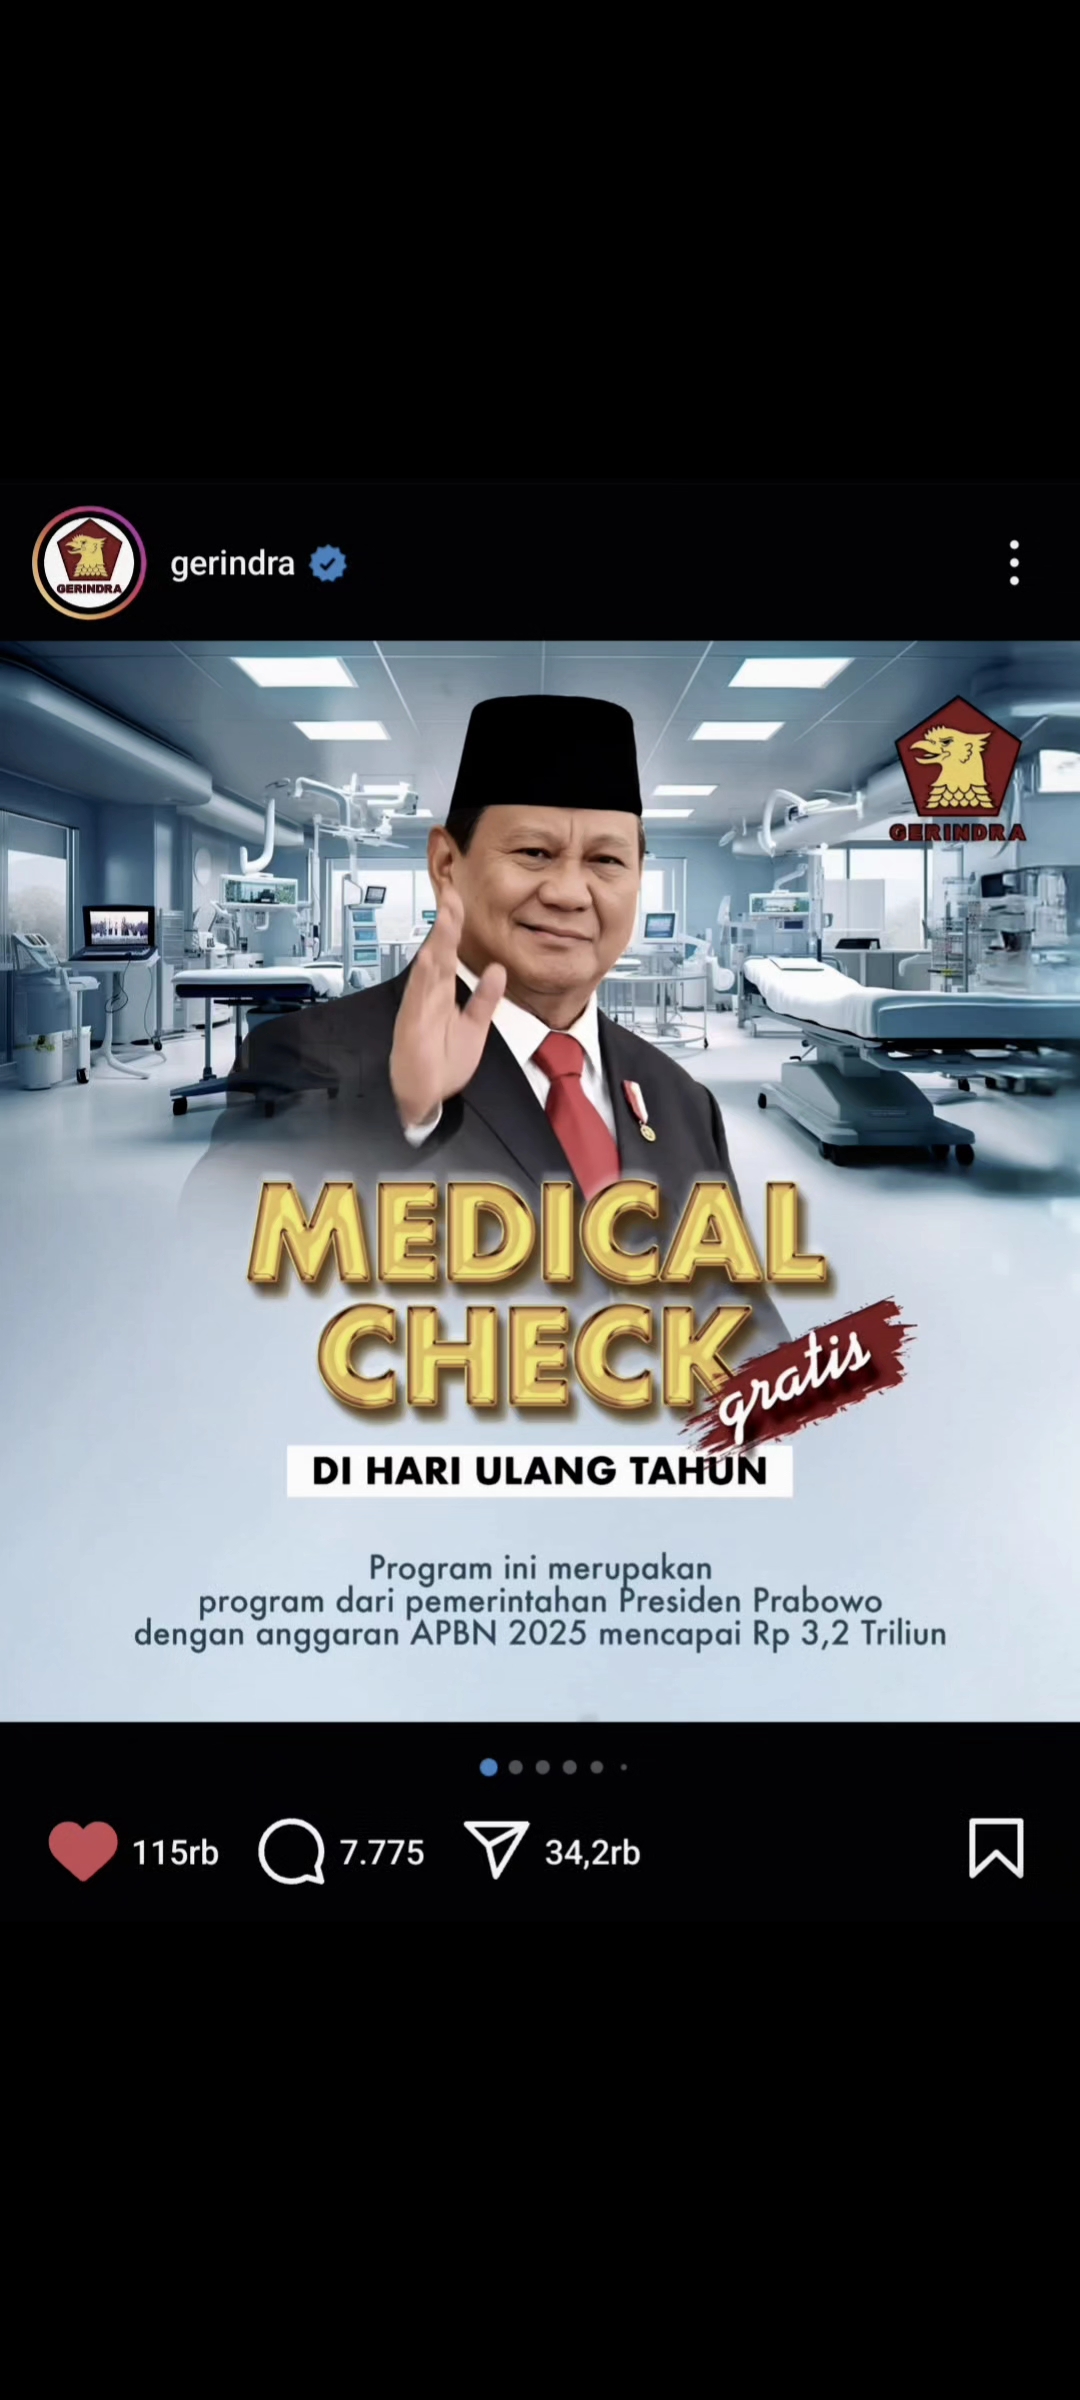 GERINDRA
gerindra
GERINDRA
MEDICAL
CHECK
gratis
DI HARI ULANG TAHUN
Program ini merupakan
program dari pemerintahan Presiden Prabowo
dengan anggaran APBN 2025 mencapai Rp 3,2 Triliun
115rb 7.775 34,2rb